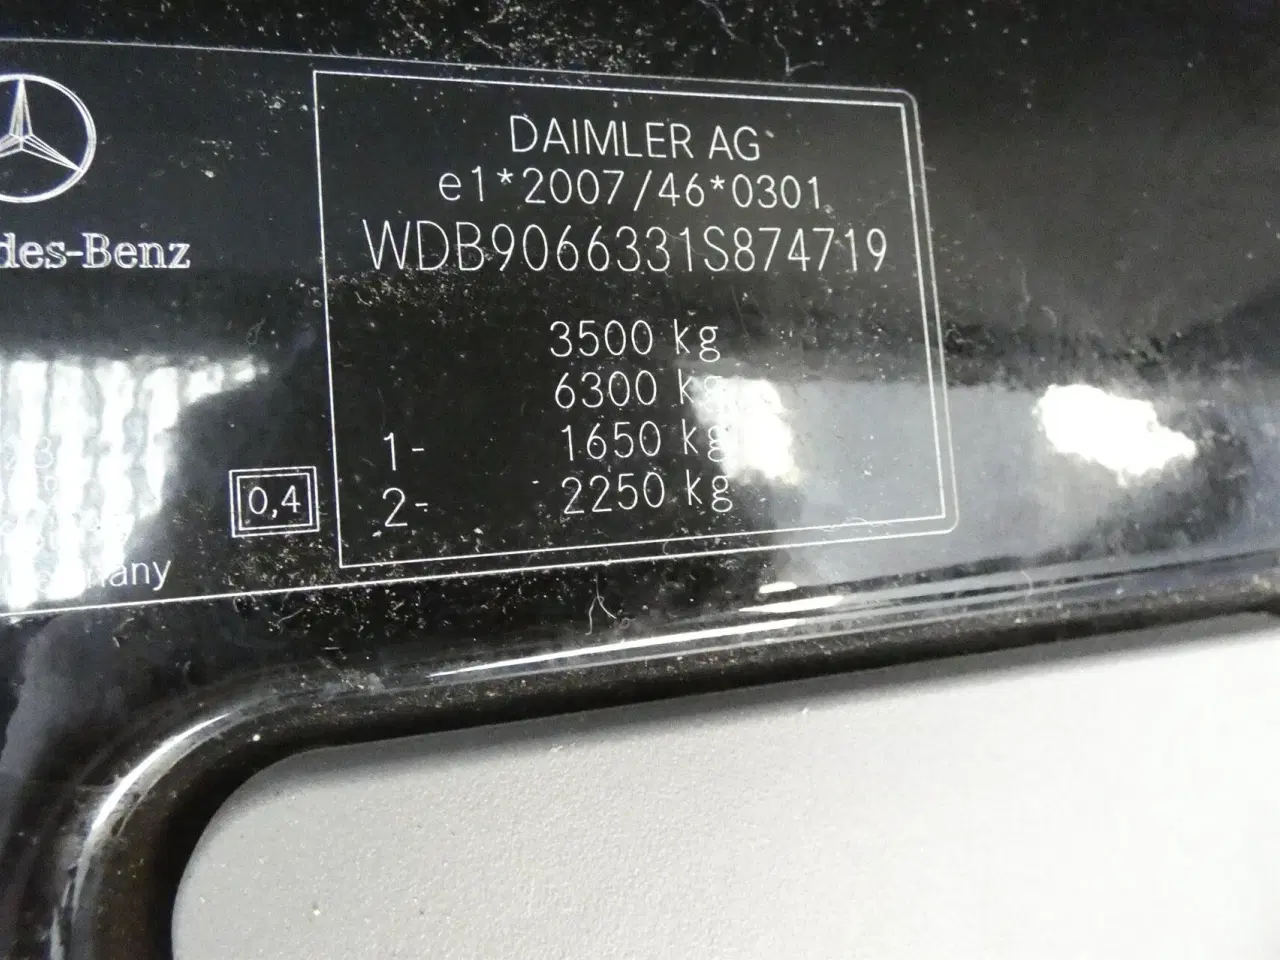 DAIMLER AG
e1*2007/46*0301
WDB9066331S874719
des-Benz
3500 kg
6300 kg
1- 1650 kg
2- 2250 kg
0,4